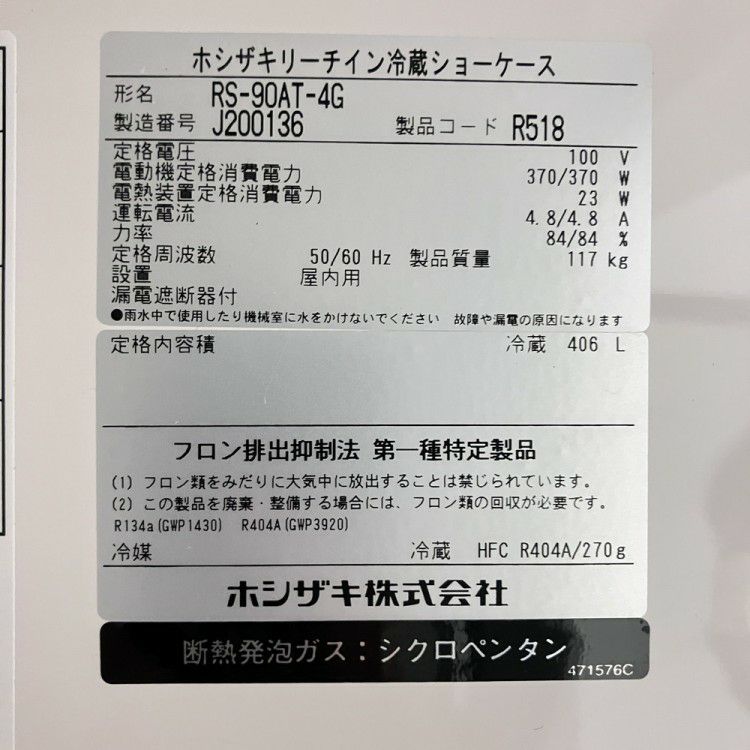 ホシザキリーチイン冷蔵ショーケース
形名 RS-90AT-4G
製造番号 J200136 製品コード R518
定格電圧 100 V
電動機定格消費電力 370/370 W
電熱装置定格消費電力 23 W
運転電流 4.8/4.8 A
力率 84/84 %
定格周波数 50/60 Hz 製品質量 117 kg
設置 屋内用
漏電遮断器付
●雨水中で使用したり機械室に水をかけないでください 故障や漏電の原因になります
定格内容積 冷蔵 406 L
フロン排出抑制法 第一種特定製品
(1) フロン類をみだりに大気中に放出することは禁じられています。
(2) この製品を廃棄・整備する場合には、フロン類の回収が必要です。
R134a(GWP1430) R404A(GWP3920)
冷媒 冷蔵 HFC R404A/270g
ホシザキ株式会社
断熱発泡ガス：シクロペンタン
471576C